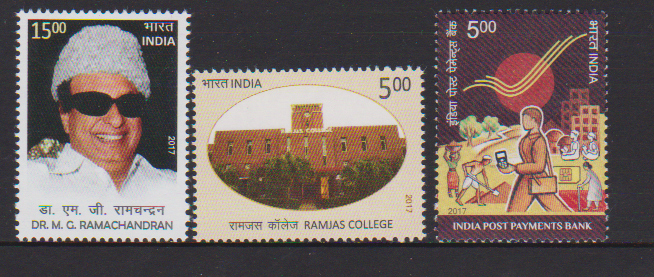 15.00 भारत
INDIA
2017
डा. एम. जी. रामचन्द्रन
DR. M. G. RAMACHANDRAN
भारत INDIA 5.00
2017
रामजस कॉलेज RAMJAS COLLEGE
5.00
इंडिया पोस्ट पेमेन्ट्स बैंक
भारत INDIA
2017
INDIA POST PAYMENTS BANK